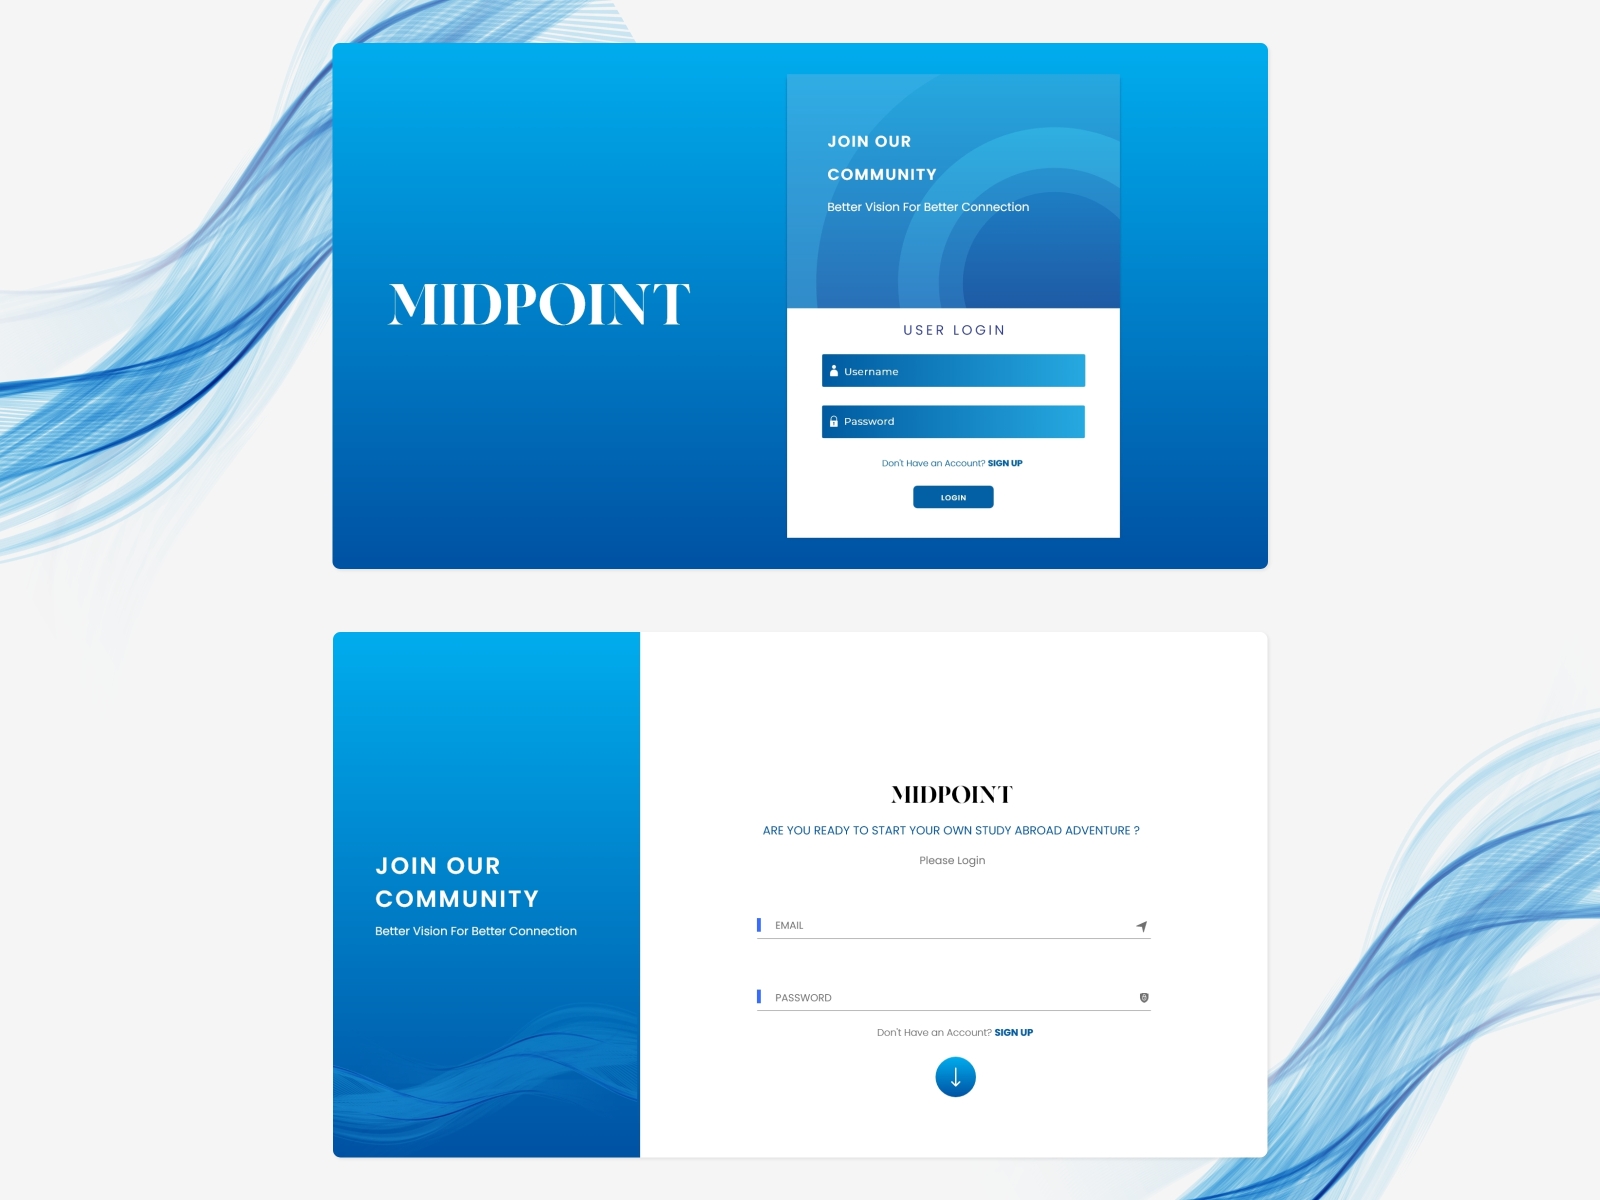 MIDPOINT
JOIN OUR
COMMUNITY
Better Vision For Better Connection
USER LOGIN
Username
Password
Don't Have an Account? SIGN UP
LOGIN
JOIN OUR
COMMUNITY
Better Vision For Better Connection
MIDPOINT
ARE YOU READY TO START YOUR OWN STUDY ABROAD ADVENTURE ?
Please Login
EMAIL
PASSWORD
Don't Have an Account? SIGN UP